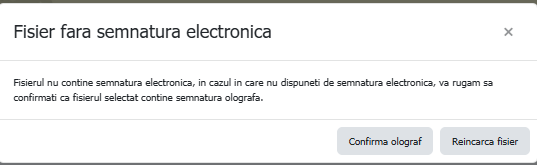 Fisier fara semnatura electronica
×
Fisierul nu contine semnatura electronica, in cazul in care nu dispuneti de semnatura electronica, va rugam sa
confirmati ca fisierul selectat contine semnatura olografa.
Confirma olograf Reincarca fisier